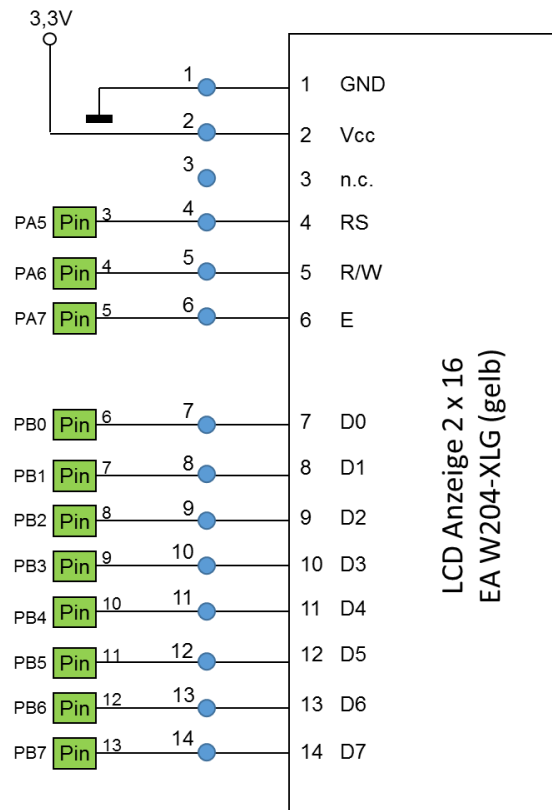 3,3V
1 1 GND
2 2 Vcc
3 3 n.c.
PA5 Pin 3 4 4 RS
PA6 Pin 4 5 5 R/W
PA7 Pin 5 6 6 E
PB0 Pin 6 7 7 D0
PB1 Pin 7 8 8 D1
PB2 Pin 8 9 9 D2
PB3 Pin 9 10 10 D3
PB4 Pin 10 11 11 D4
PB5 Pin 11 12 12 D5
PB6 Pin 12 13 13 D6
PB7 Pin 13 14 14 D7
LCD Anzeige 2 x 16
EA W204-XLG (gelb)